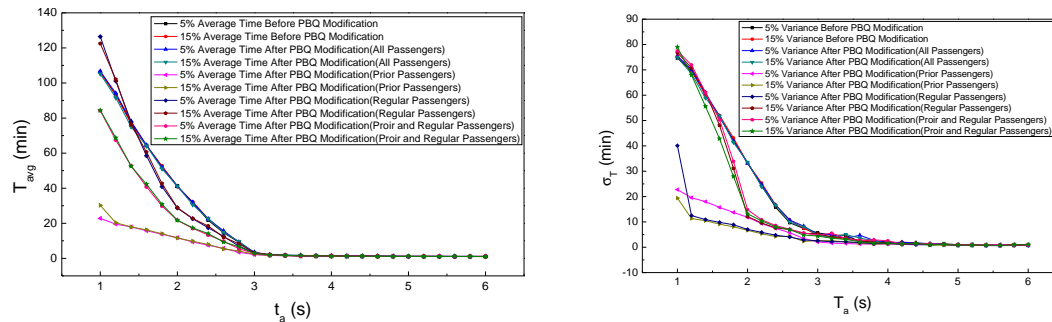 5% Average Time Before PBQ Modification
15% Average Time Before PBQ Modification
5% Average Time After PBQ Modification(All Passengers)
15% Average Time After PBQ Modification(All Passengers)
5% Average Time After PBQ Modification(Prior Passengers)
15% Average Time After PBQ Modification(Prior Passengers)
5% Average Time After PBQ Modification(Regular Passengers)
15% Average Time After PBQ Modification(Regular Passengers)
5% Average Time After PBQ Modification(Proir and Regular Passengers)
15% Average Time After PBQ Modification(Proir and Regular Passengers)
T_avg (min)
140
120
100
80
60
40
20
0
1 2 3 4 5 6
t_a (s)
5% Variance Before PBQ Modification
15% Variance Before PBQ Modification
5% Variance After PBQ Modification(All Passengers)
15% Variance After PBQ Modification(All Passengers)
5% Variance After PBQ Modification(Prior Passengers)
15% Variance After PBQ Modification(Prior Passengers)
5% Variance After PBQ Modification(Regular Passengers)
15% Variance After PBQ Modification(Regular Passengers)
5% Variance After PBQ Modification(Proir and Regular Passengers)
15% Variance After PBQ Modification(Proir and Regular Passengers)
σ_T (min)
90
80
70
60
50
40
30
20
10
0
-10
1 2 3 4 5 6
T_a (s)